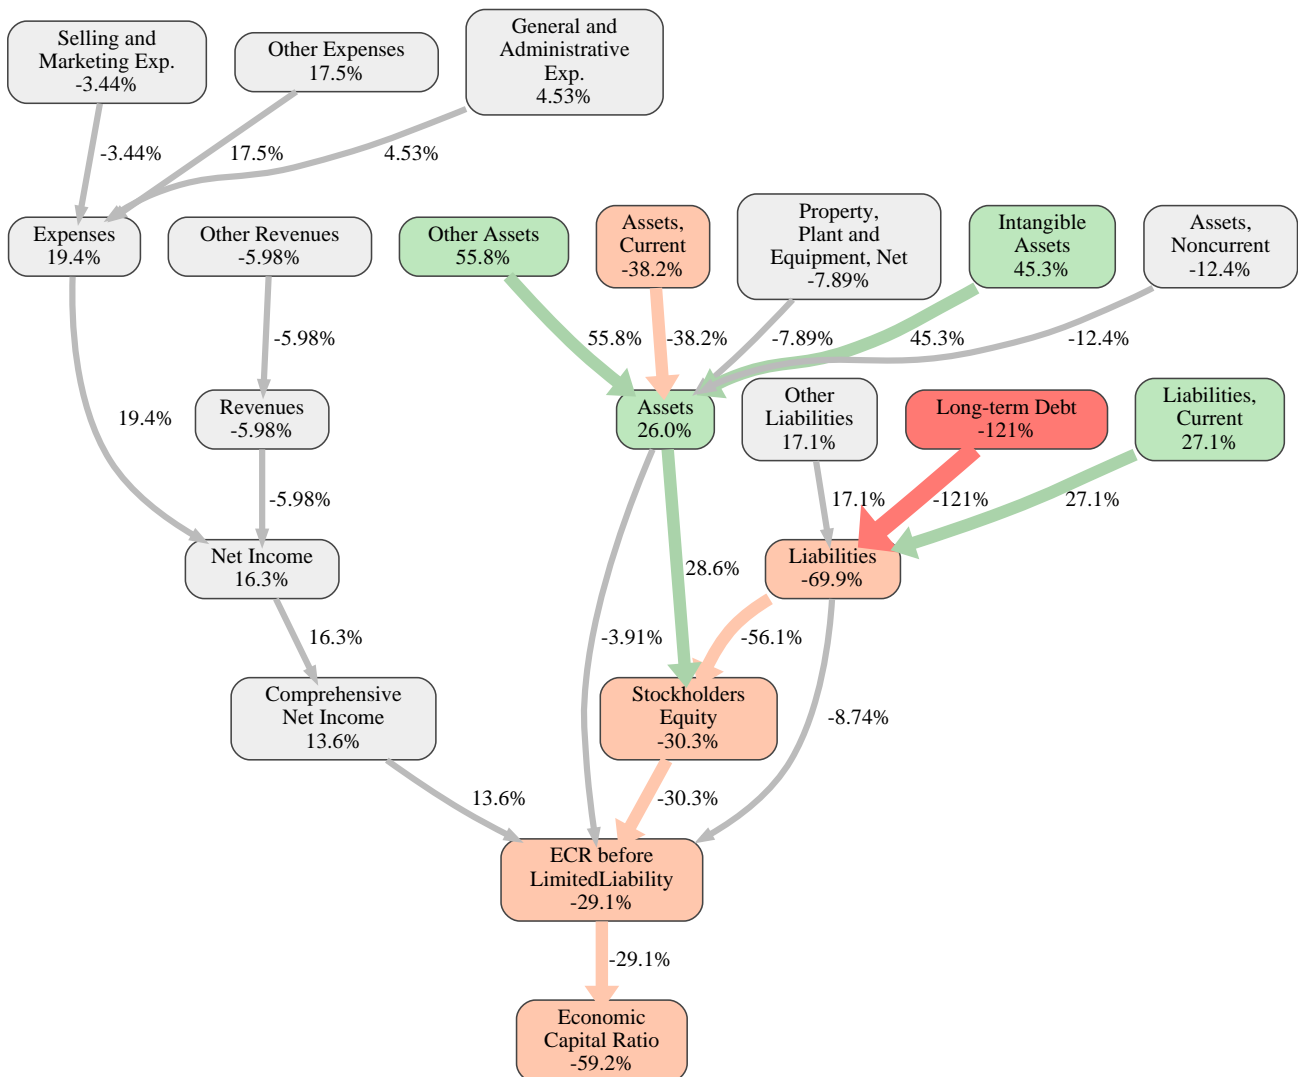 Selling and
Marketing Exp.
-3.44%
Other Expenses
17.5%
General and
Administrative
Exp.
4.53%
-3.44%
17.5%
4.53%
Expenses
19.4%
Other Revenues
-5.98%
Other Assets
55.8%
Assets,
Current
-38.2%
Property,
Plant and
Equipment, Net
-7.89%
Intangible
Assets
45.3%
Assets,
Noncurrent
-12.4%
-5.98%
55.8%
-38.2%
-7.89%
45.3%
-12.4%
19.4%
Revenues
-5.98%
Assets
26.0%
Other
Liabilities
17.1%
Long-term Debt
-121%
Liabilities,
Current
27.1%
-5.98%
17.1%
-121%
27.1%
Net Income
16.3%
28.6%
Liabilities
-69.9%
16.3%
-3.91%
-56.1%
Comprehensive
Net Income
13.6%
Stockholders
Equity
-30.3%
-8.74%
13.6%
-30.3%
ECR before
LimitedLiability
-29.1%
-29.1%
Economic
Capital Ratio
-59.2%